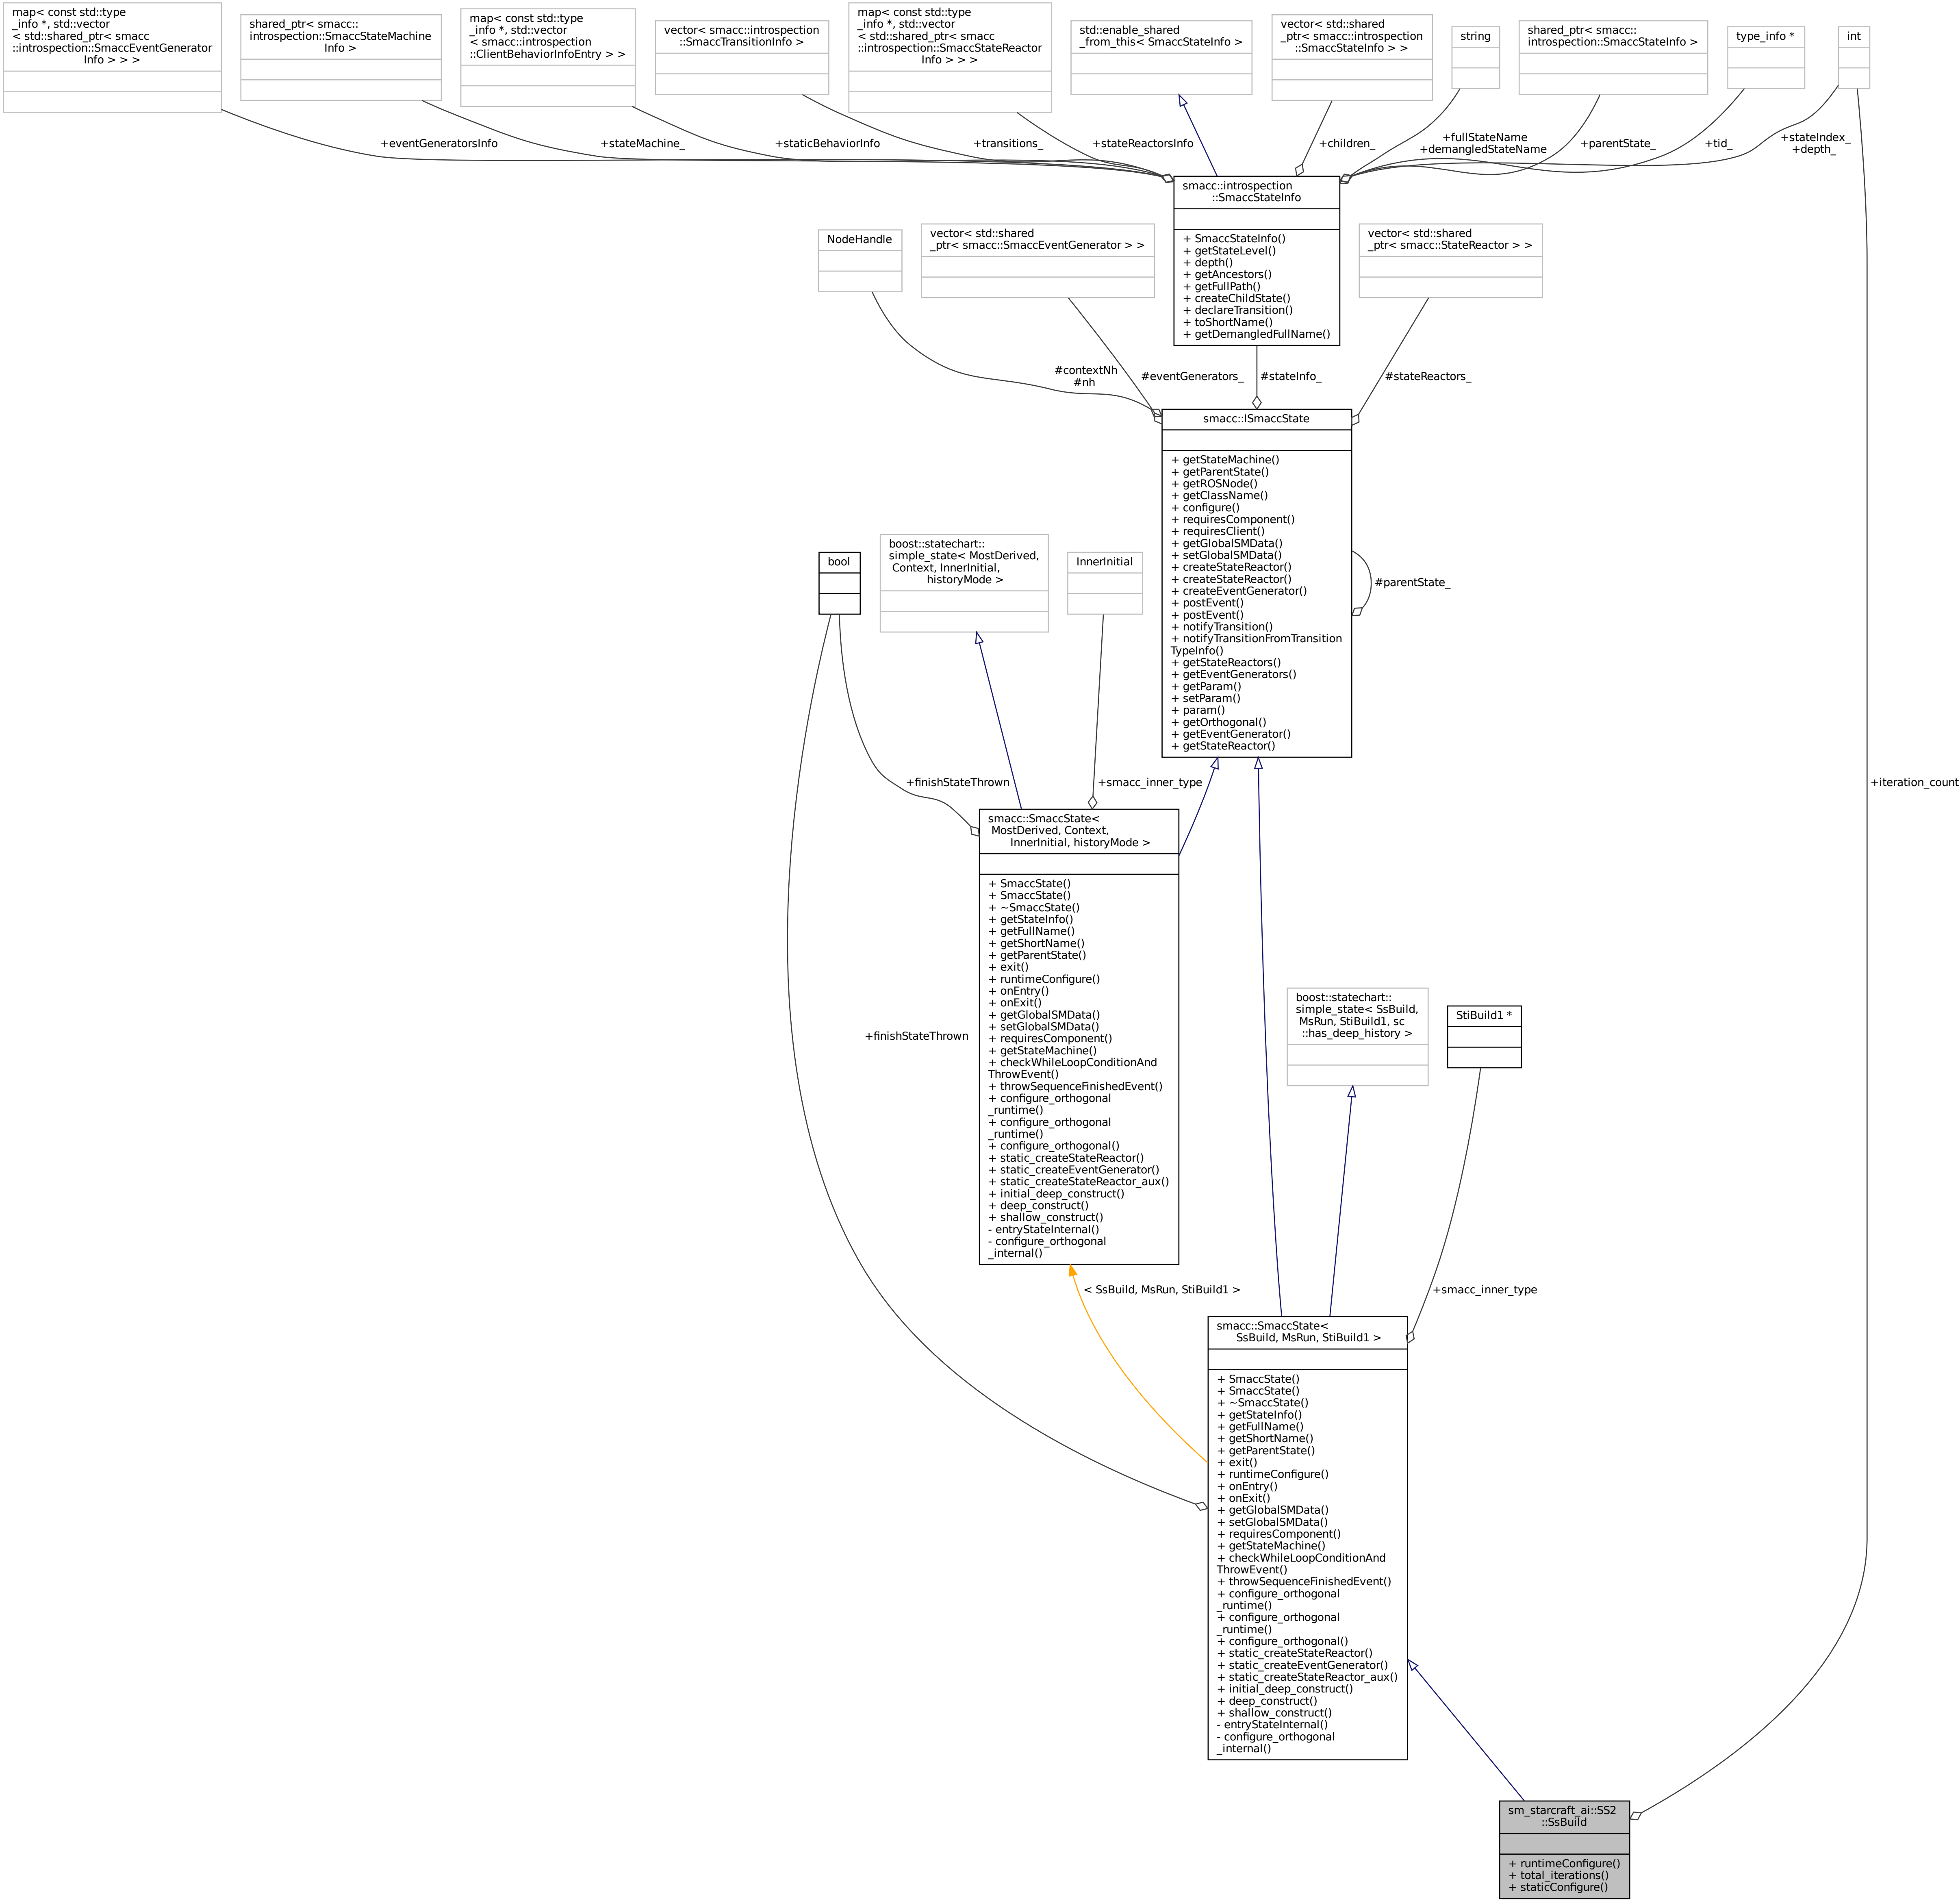 map< const std::type
_info *, std::vector
< std::shared_ptr< smacc
::introspection::SmaccEventGenerator
Info > > >
shared_ptr< smacc::
introspection::SmaccStateMachine
Info >
map< const std::type
_info *, std::vector
< smacc::introspection
::ClientBehaviorInfoEntry > >
vector< smacc::introspection
::SmaccTransitionInfo >
map< const std::type
_info *, std::vector
< std::shared_ptr< smacc
::introspection::SmaccStateReactor
Info > > >
std::enable_shared
_from_this< SmaccStateInfo >
vector< std::shared
_ptr< smacc::introspection
::SmaccStateInfo > >
string
shared_ptr< smacc::
introspection::SmaccStateInfo >
type_info *
int
+eventGeneratorsInfo
+stateMachine_
+staticBehaviorInfo
+transitions_
+stateReactorsInfo
+children_
+fullStateName
+demangledStateName
+parentState_
+tid_
+stateIndex_
+depth_
smacc::introspection
::SmaccStateInfo
+ SmaccStateInfo()
+ getStateLevel()
+ depth()
+ getAncestors()
+ getFullPath()
+ createChildState()
+ declareTransition()
+ toShortName()
+ getDemangledFullName()
NodeHandle
vector< std::shared
_ptr< smacc::SmaccEventGenerator > >
vector< std::shared
_ptr< smacc::StateReactor > >
#contextNh
#nh
#eventGenerators_
#stateInfo_
#stateReactors_
smacc::ISmaccState
+ getStateMachine()
+ getParentState()
+ getROSNode()
+ getClassName()
+ configure()
+ requiresComponent()
+ requiresClient()
+ getGlobalSMData()
+ setGlobalSMData()
+ createStateReactor()
+ createStateReactor()
+ createEventGenerator()
+ postEvent()
+ postEvent()
+ notifyTransition()
+ notifyTransitionFromTransition
TypeInfo()
+ getStateReactors()
+ getEventGenerators()
+ getParam()
+ setParam()
+ param()
+ getOrthogonal()
+ getEventGenerator()
+ getStateReactor()
#parentState_
bool
boost::statechart::
simple_state< MostDerived,
Context, InnerInitial,
historyMode >
InnerInitial
+finishStateThrown
+smacc_inner_type
+iteration_count
smacc::SmaccState<
MostDerived, Context,
InnerInitial, historyMode >
+ SmaccState()
+ SmaccState()
+ ~SmaccState()
+ getStateInfo()
+ getFullName()
+ getShortName()
+ getParentState()
+ exit()
+ runtimeConfigure()
+ onEntry()
+ onExit()
+ getGlobalSMData()
+ setGlobalSMData()
+ requiresComponent()
+ getStateMachine()
+ checkWhileLoopConditionAnd
ThrowEvent()
+ throwSequenceFinishedEvent()
+ configure_orthogonal
_runtime()
+ configure_orthogonal
_runtime()
+ configure_orthogonal()
+ static_createStateReactor()
+ static_createEventGenerator()
+ static_createStateReactor_aux()
+ initial_deep_construct()
+ deep_construct()
+ shallow_construct()
- entryStateInternal()
- configure_orthogonal
_internal()
+finishStateThrown
boost::statechart::
simple_state< SsBuild,
MsRun, StiBuild1, sc
::has_deep_history >
StiBuild1 *
< SsBuild, MsRun, StiBuild1 >
+smacc_inner_type
smacc::SmaccState<
SsBuild, MsRun, StiBuild1 >
+ SmaccState()
+ SmaccState()
+ ~SmaccState()
+ getStateInfo()
+ getFullName()
+ getShortName()
+ getParentState()
+ exit()
+ runtimeConfigure()
+ onEntry()
+ onExit()
+ getGlobalSMData()
+ setGlobalSMData()
+ requiresComponent()
+ getStateMachine()
+ checkWhileLoopConditionAnd
ThrowEvent()
+ throwSequenceFinishedEvent()
+ configure_orthogonal
_runtime()
+ configure_orthogonal
_runtime()
+ configure_orthogonal()
+ static_createStateReactor()
+ static_createEventGenerator()
+ static_createStateReactor_aux()
+ initial_deep_construct()
+ deep_construct()
+ shallow_construct()
- entryStateInternal()
- configure_orthogonal
_internal()
sm_starcraft_ai::SS2
::SsBuild
+ runtimeConfigure()
+ total_iterations()
+ staticConfigure()